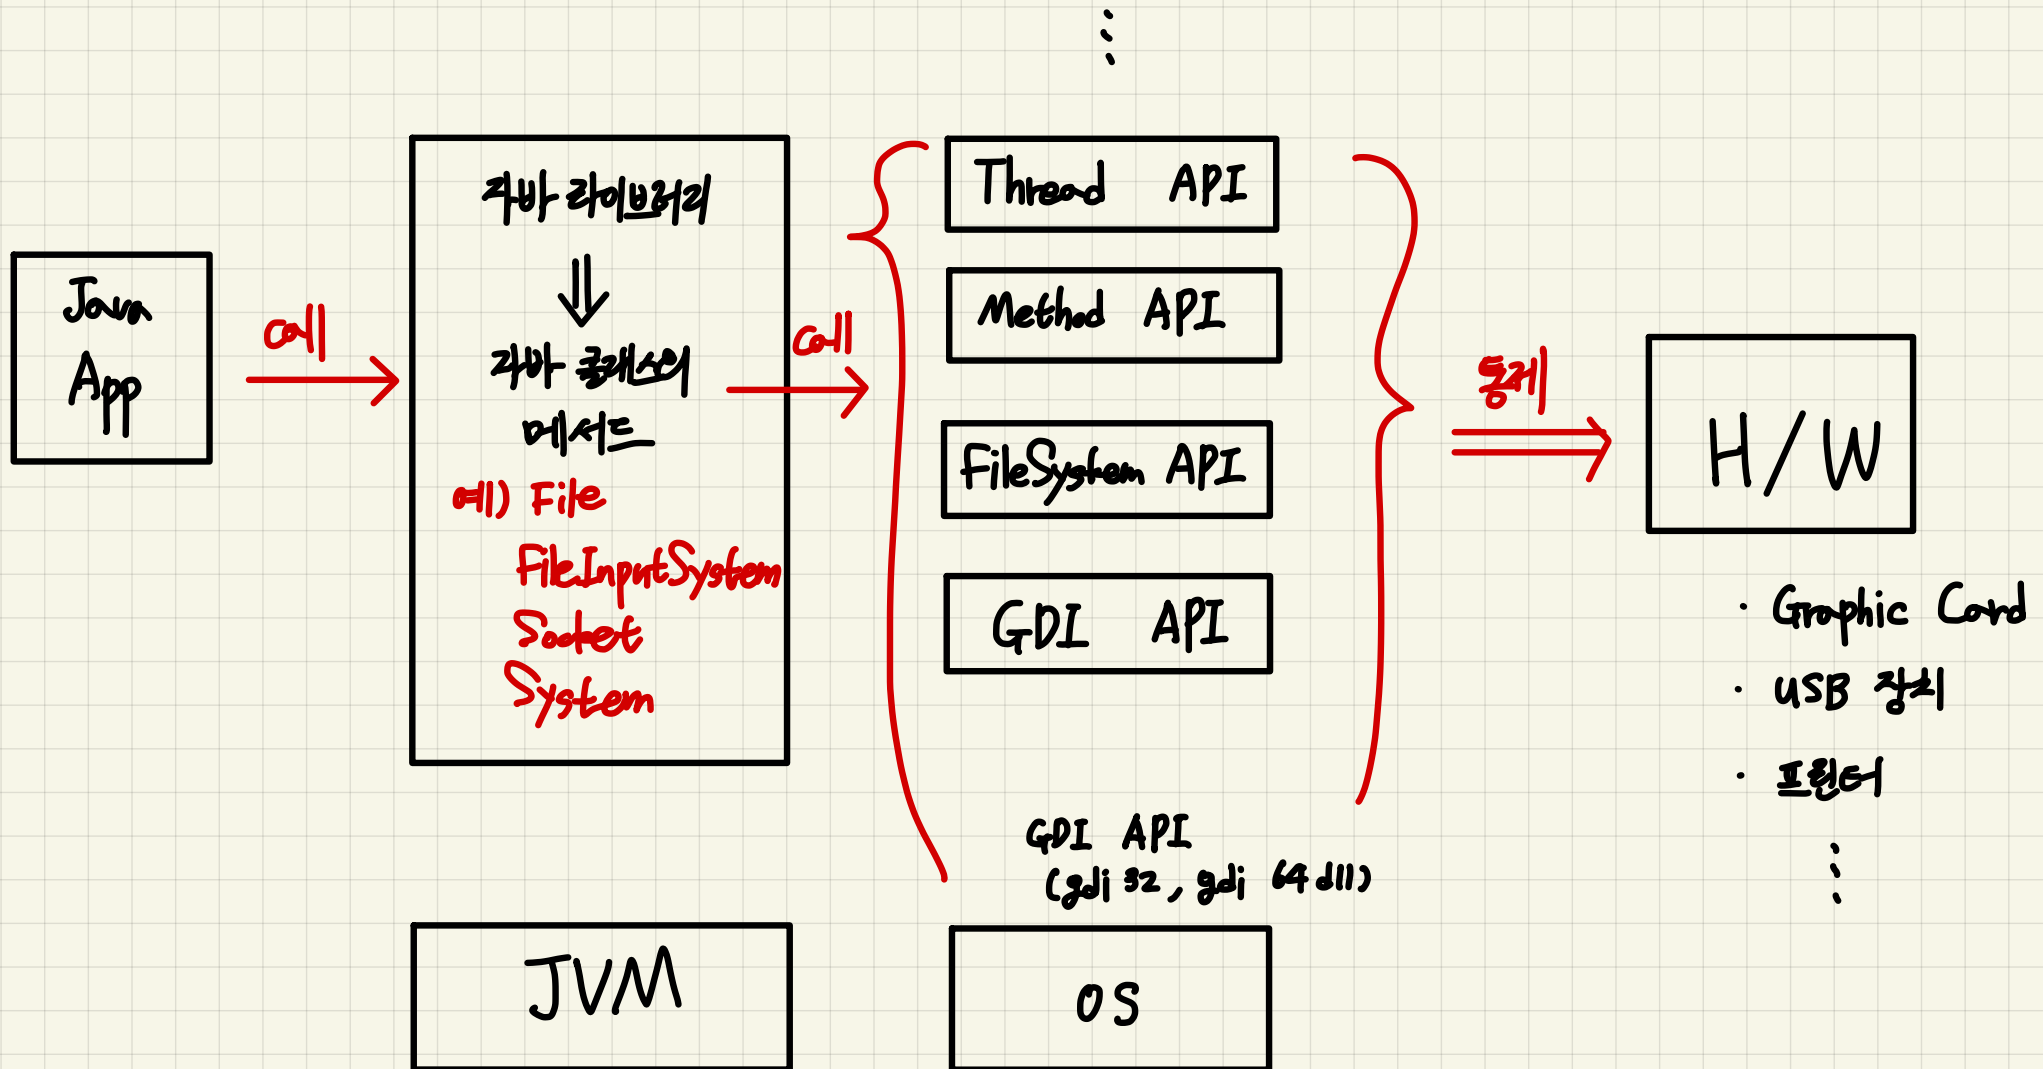 Java
App
call
자바 라이브러리
자바 클래스의
메서드
예) File
FileInputSystem
Socket
System
call
Thread API
Method API
FileSystem API
GDI API
GDI API
(gdi 32, gdi 64 dll)
통제
H/W
· Graphic Card
· USB 장치
· 프린터
JVM
OS